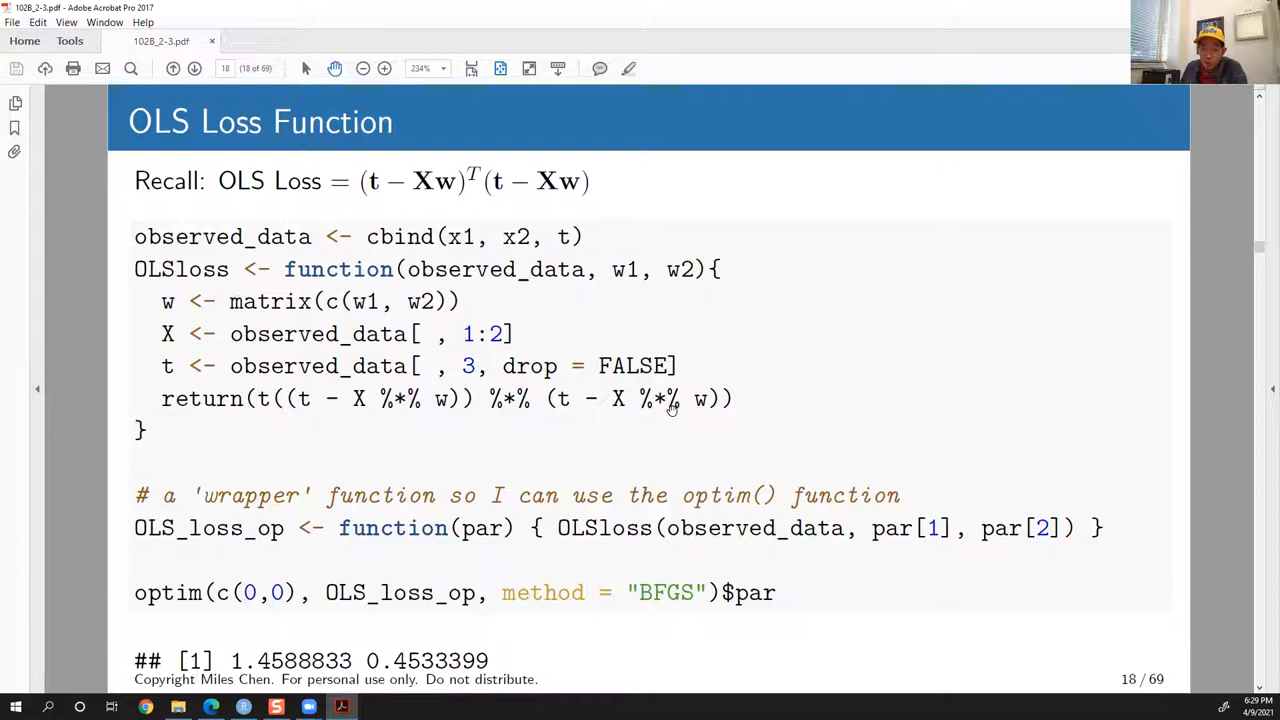 102B_2-3.pdf - Adobe Acrobat Pro 2017
File Edit View Window Help
Home Tools 102B_2-3.pdf ×
18 (18 of 69) 234%
OLS Loss Function
Recall: OLS Loss = (t − Xw)^T(t − Xw)
observed_data <- cbind(x1, x2, t)
OLSloss <- function(observed_data, w1, w2){
w <- matrix(c(w1, w2))
X <- observed_data[ , 1:2]
t <- observed_data[ , 3, drop = FALSE]
return(t((t - X %*% w)) %*% (t - X %*% w))
}
# a 'wrapper' function so I can use the optim() function
OLS_loss_op <- function(par) { OLSloss(observed_data, par[1], par[2]) }
optim(c(0,0), OLS_loss_op, method = "BFGS")$par
## [1] 1.4588833 0.4533399
Copyright Miles Chen. For personal use only. Do not distribute. 18 / 69
6:29 PM
4/9/2021